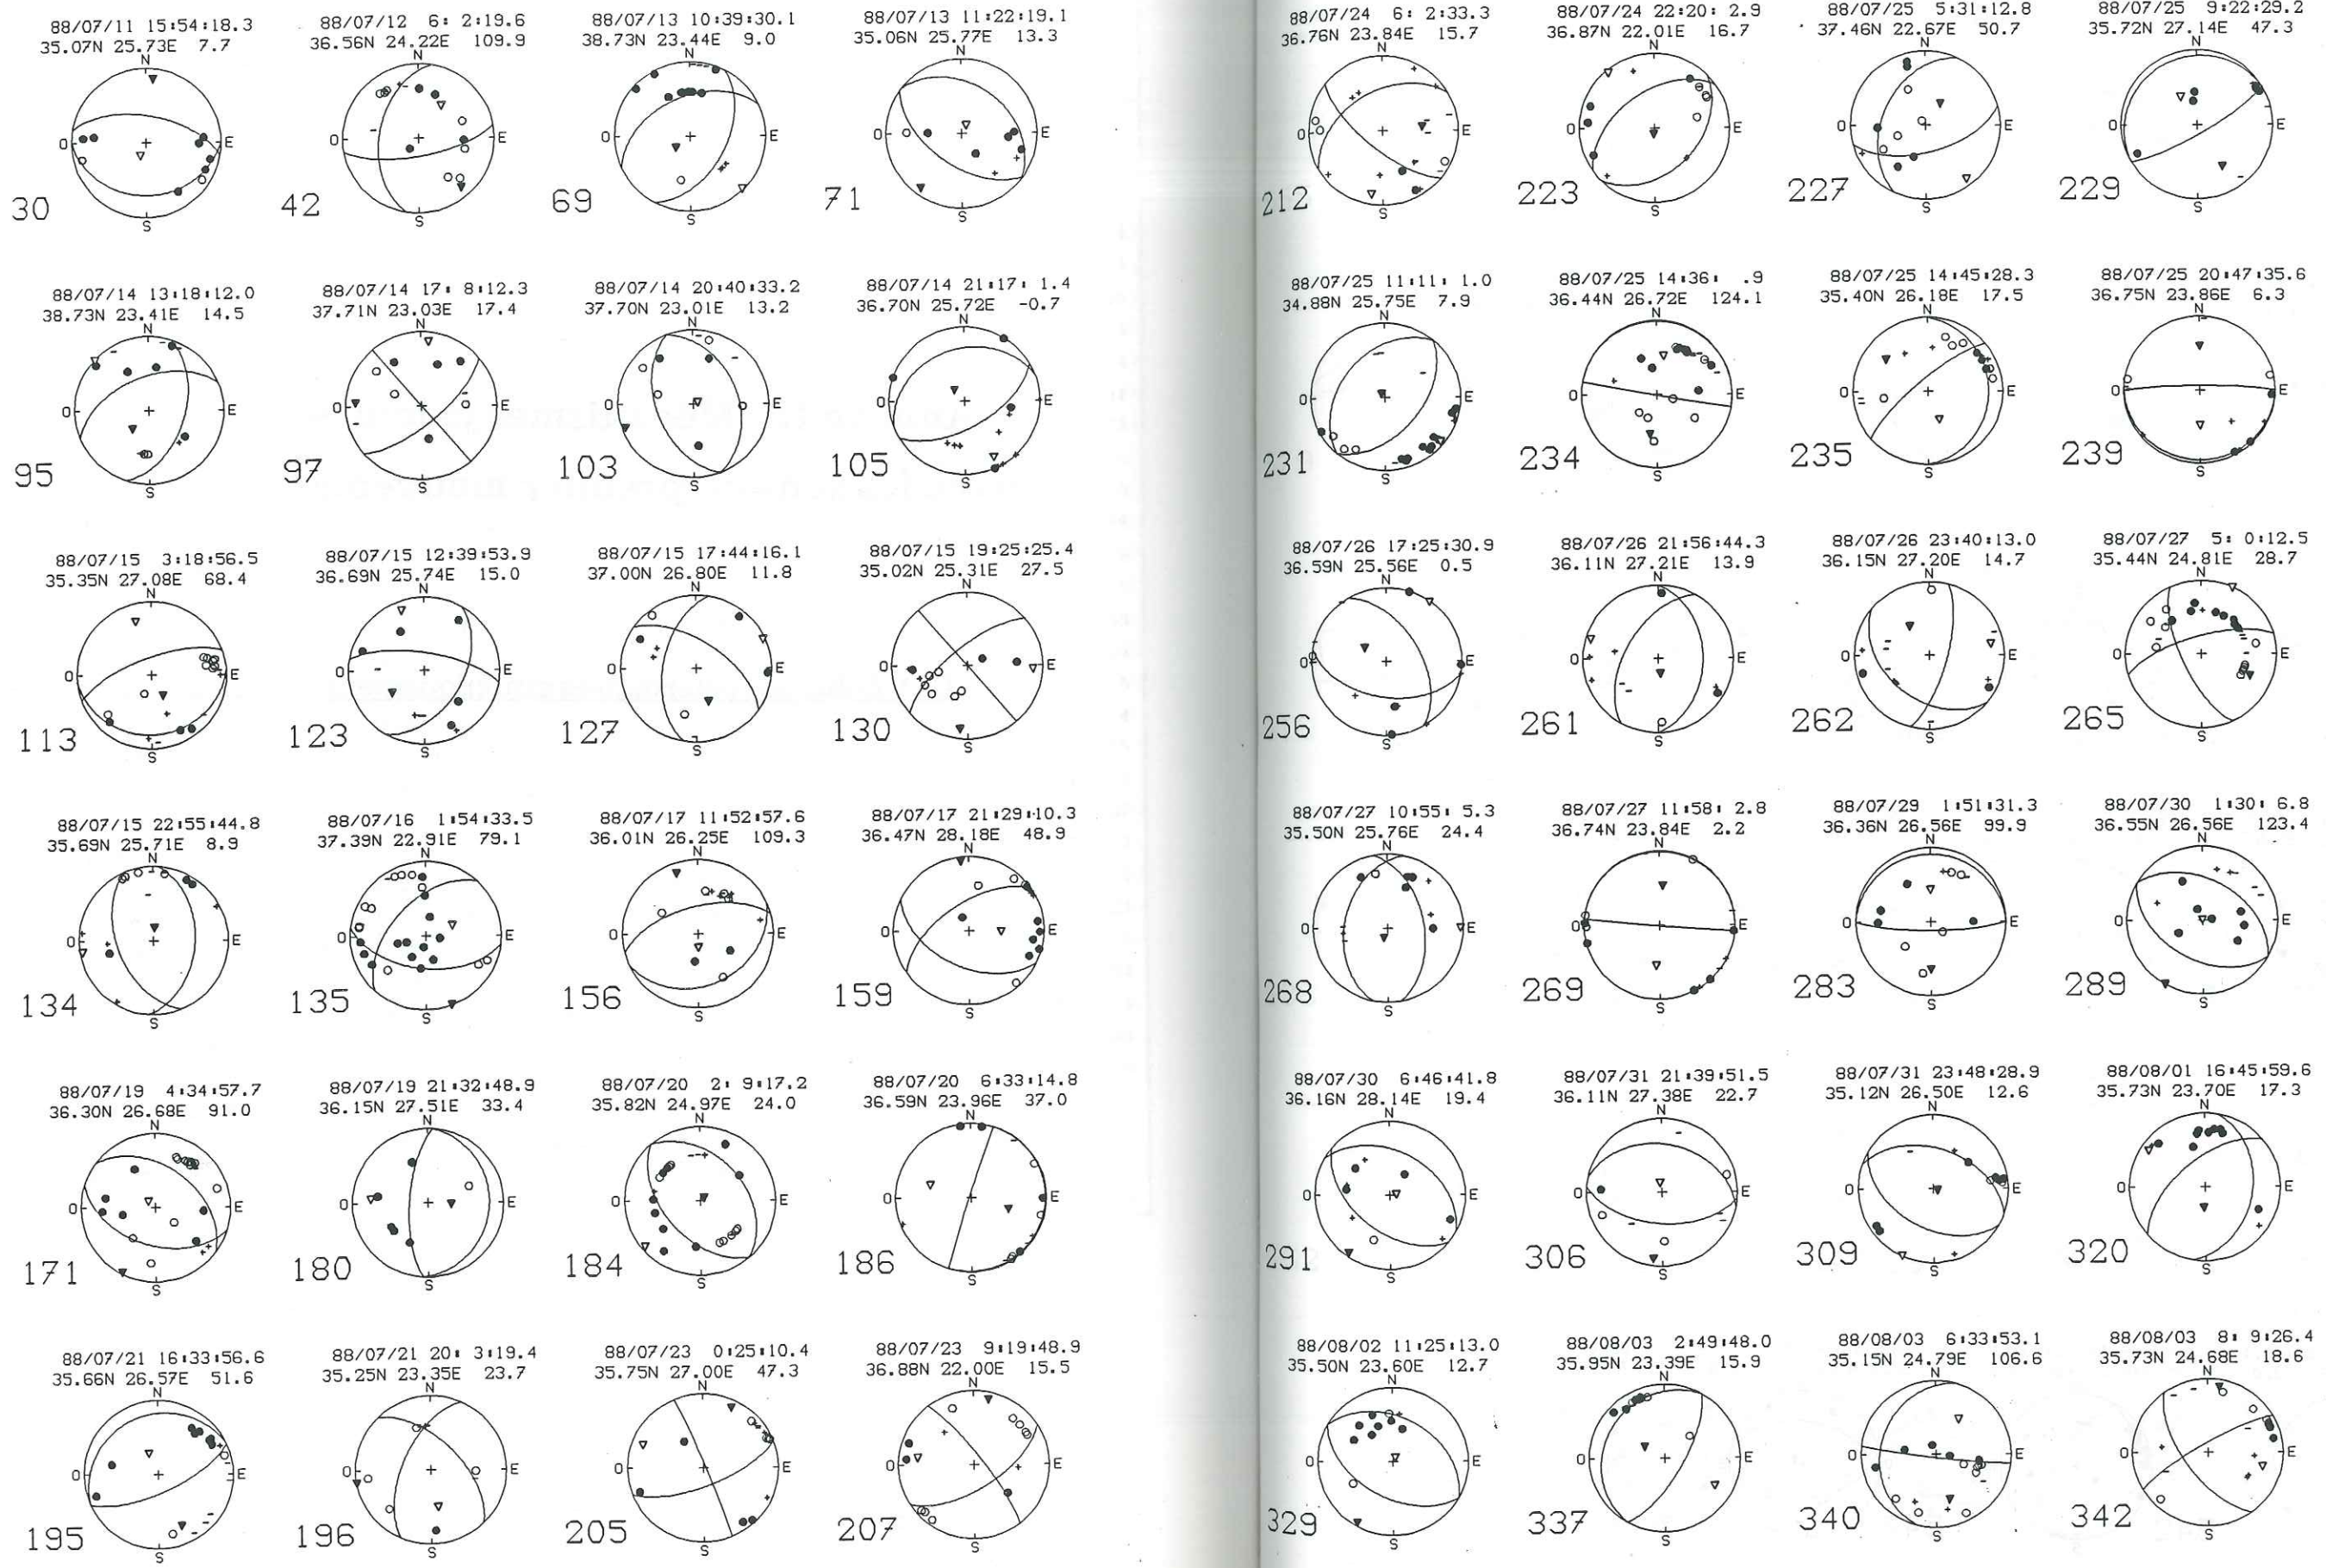 88/07/11 15:54:18.3
35.07N 25.73E 7.7
N
O E
30
S
88/07/12 6: 2:19.6
36.56N 24.22E 109.9
N
O E
42
S
88/07/13 10:39:30.1
38.73N 23.44E 9.0
N
O E
69
S
88/07/13 11:22:19.1
35.06N 25.77E 13.3
N
O E
71
S
88/07/14 13:18:12.0
38.73N 23.41E 14.5
N
O E
95
S
88/07/14 17: 8:12.3
37.71N 23.03E 17.4
N
O E
97
S
88/07/14 20:40:33.2
37.70N 23.01E 13.2
N
O E
103
S
88/07/14 21:17: 1.4
36.70N 25.72E -0.7
N
O E
105
S
88/07/15 3:18:56.5
35.35N 27.08E 68.4
N
O E
113
S
88/07/15 12:39:53.9
36.69N 25.74E 15.0
N
O E
123
S
88/07/15 17:44:16.1
37.00N 26.80E 11.8
N
O E
127
S
88/07/15 19:25:25.4
35.02N 25.31E 27.5
N
O E
130
S
88/07/15 22:55:44.8
35.69N 25.71E 8.9
N
O E
134
S
88/07/16 1:54:33.5
37.39N 22.91E 79.1
N
O E
135
S
88/07/17 11:52:57.6
36.01N 26.25E 109.3
N
O E
156
S
88/07/17 21:29:10.3
36.47N 28.18E 48.9
N
O E
159
S
88/07/19 4:34:57.7
36.30N 26.68E 91.0
N
O E
171
S
88/07/19 21:32:48.9
36.15N 27.51E 33.4
N
O E
180
S
88/07/20 2: 9:17.2
35.82N 24.97E 24.0
N
O E
184
S
88/07/20 6:33:14.8
36.59N 23.96E 37.0
N
O E
186
S
88/07/21 16:33:56.6
35.66N 26.57E 51.6
N
O E
195
S
88/07/21 20: 3:19.4
35.25N 23.35E 23.7
N
O E
196
S
88/07/23 0:25:10.4
35.75N 27.00E 47.3
N
O E
205
S
88/07/23 9:19:48.9
36.88N 22.00E 15.5
N
O E
207
S
88/07/24 6: 2:33.3
36.76N 23.84E 15.7
N
O E
212
S
88/07/24 22:20: 2.9
36.87N 22.01E 16.7
N
O E
223
S
88/07/25 5:31:12.8
37.46N 22.67E 50.7
N
O E
227
S
88/07/25 9:22:29.2
35.72N 27.14E 47.3
N
O E
229
S
88/07/25 11:11: 1.0
34.88N 25.75E 7.9
N
O E
231
S
88/07/25 14:36: .9
36.44N 26.72E 124.1
N
O E
234
S
88/07/25 14:45:28.3
35.40N 26.18E 17.5
N
O E
235
S
88/07/25 20:47:35.6
36.75N 23.86E 6.3
N
O E
239
S
88/07/26 17:25:30.9
36.59N 25.56E 0.5
N
O E
256
S
88/07/26 21:56:44.3
36.11N 27.21E 13.9
N
O E
261
S
88/07/26 23:40:13.0
36.15N 27.20E 14.7
N
O E
262
S
88/07/27 5: 0:12.5
35.44N 24.81E 28.7
N
O E
265
S
88/07/27 10:55: 5.3
35.50N 25.76E 24.4
N
O E
268
S
88/07/27 11:58: 2.8
36.74N 23.84E 2.2
N
O E
269
S
88/07/29 1:51:31.3
36.36N 26.56E 99.9
N
O E
283
S
88/07/30 1:30: 6.8
36.55N 26.56E 123.4
N
O E
289
S
88/07/30 6:46:41.8
36.16N 28.14E 19.4
N
O E
291
S
88/07/31 21:39:51.5
36.11N 27.38E 22.7
N
O E
306
S
88/07/31 23:48:28.9
35.12N 26.50E 12.6
N
O E
309
S
88/08/01 16:45:59.6
35.73N 23.70E 17.3
N
O E
320
S
88/08/02 11:25:13.0
35.50N 23.60E 12.7
N
O E
329
S
88/08/03 2:49:48.0
35.95N 23.39E 15.9
N
O E
337
S
88/08/03 6:33:53.1
35.15N 24.79E 106.6
N
O E
340
S
88/08/03 8: 9:26.4
35.73N 24.68E 18.6
N
O E
342
S